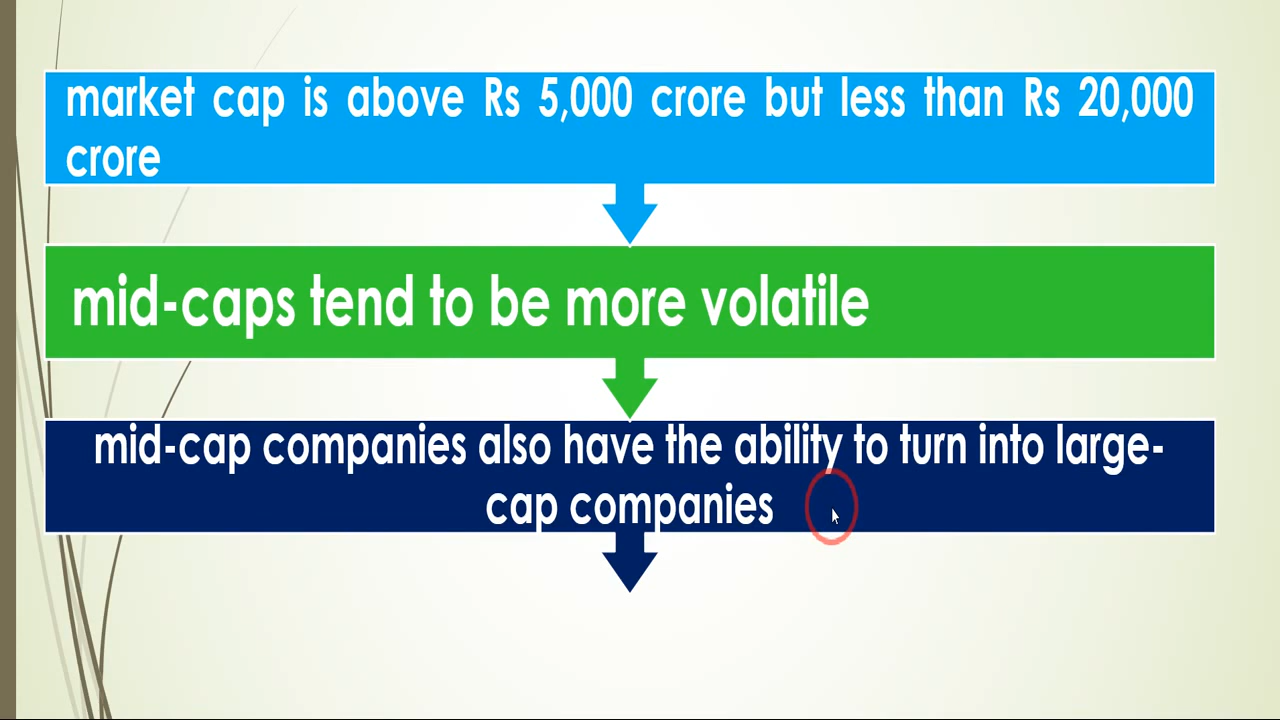 market cap is above Rs 5,000 crore but less than Rs 20,000
crore
mid-caps tend to be more volatile
mid-cap companies also have the ability to turn into large-
cap companies